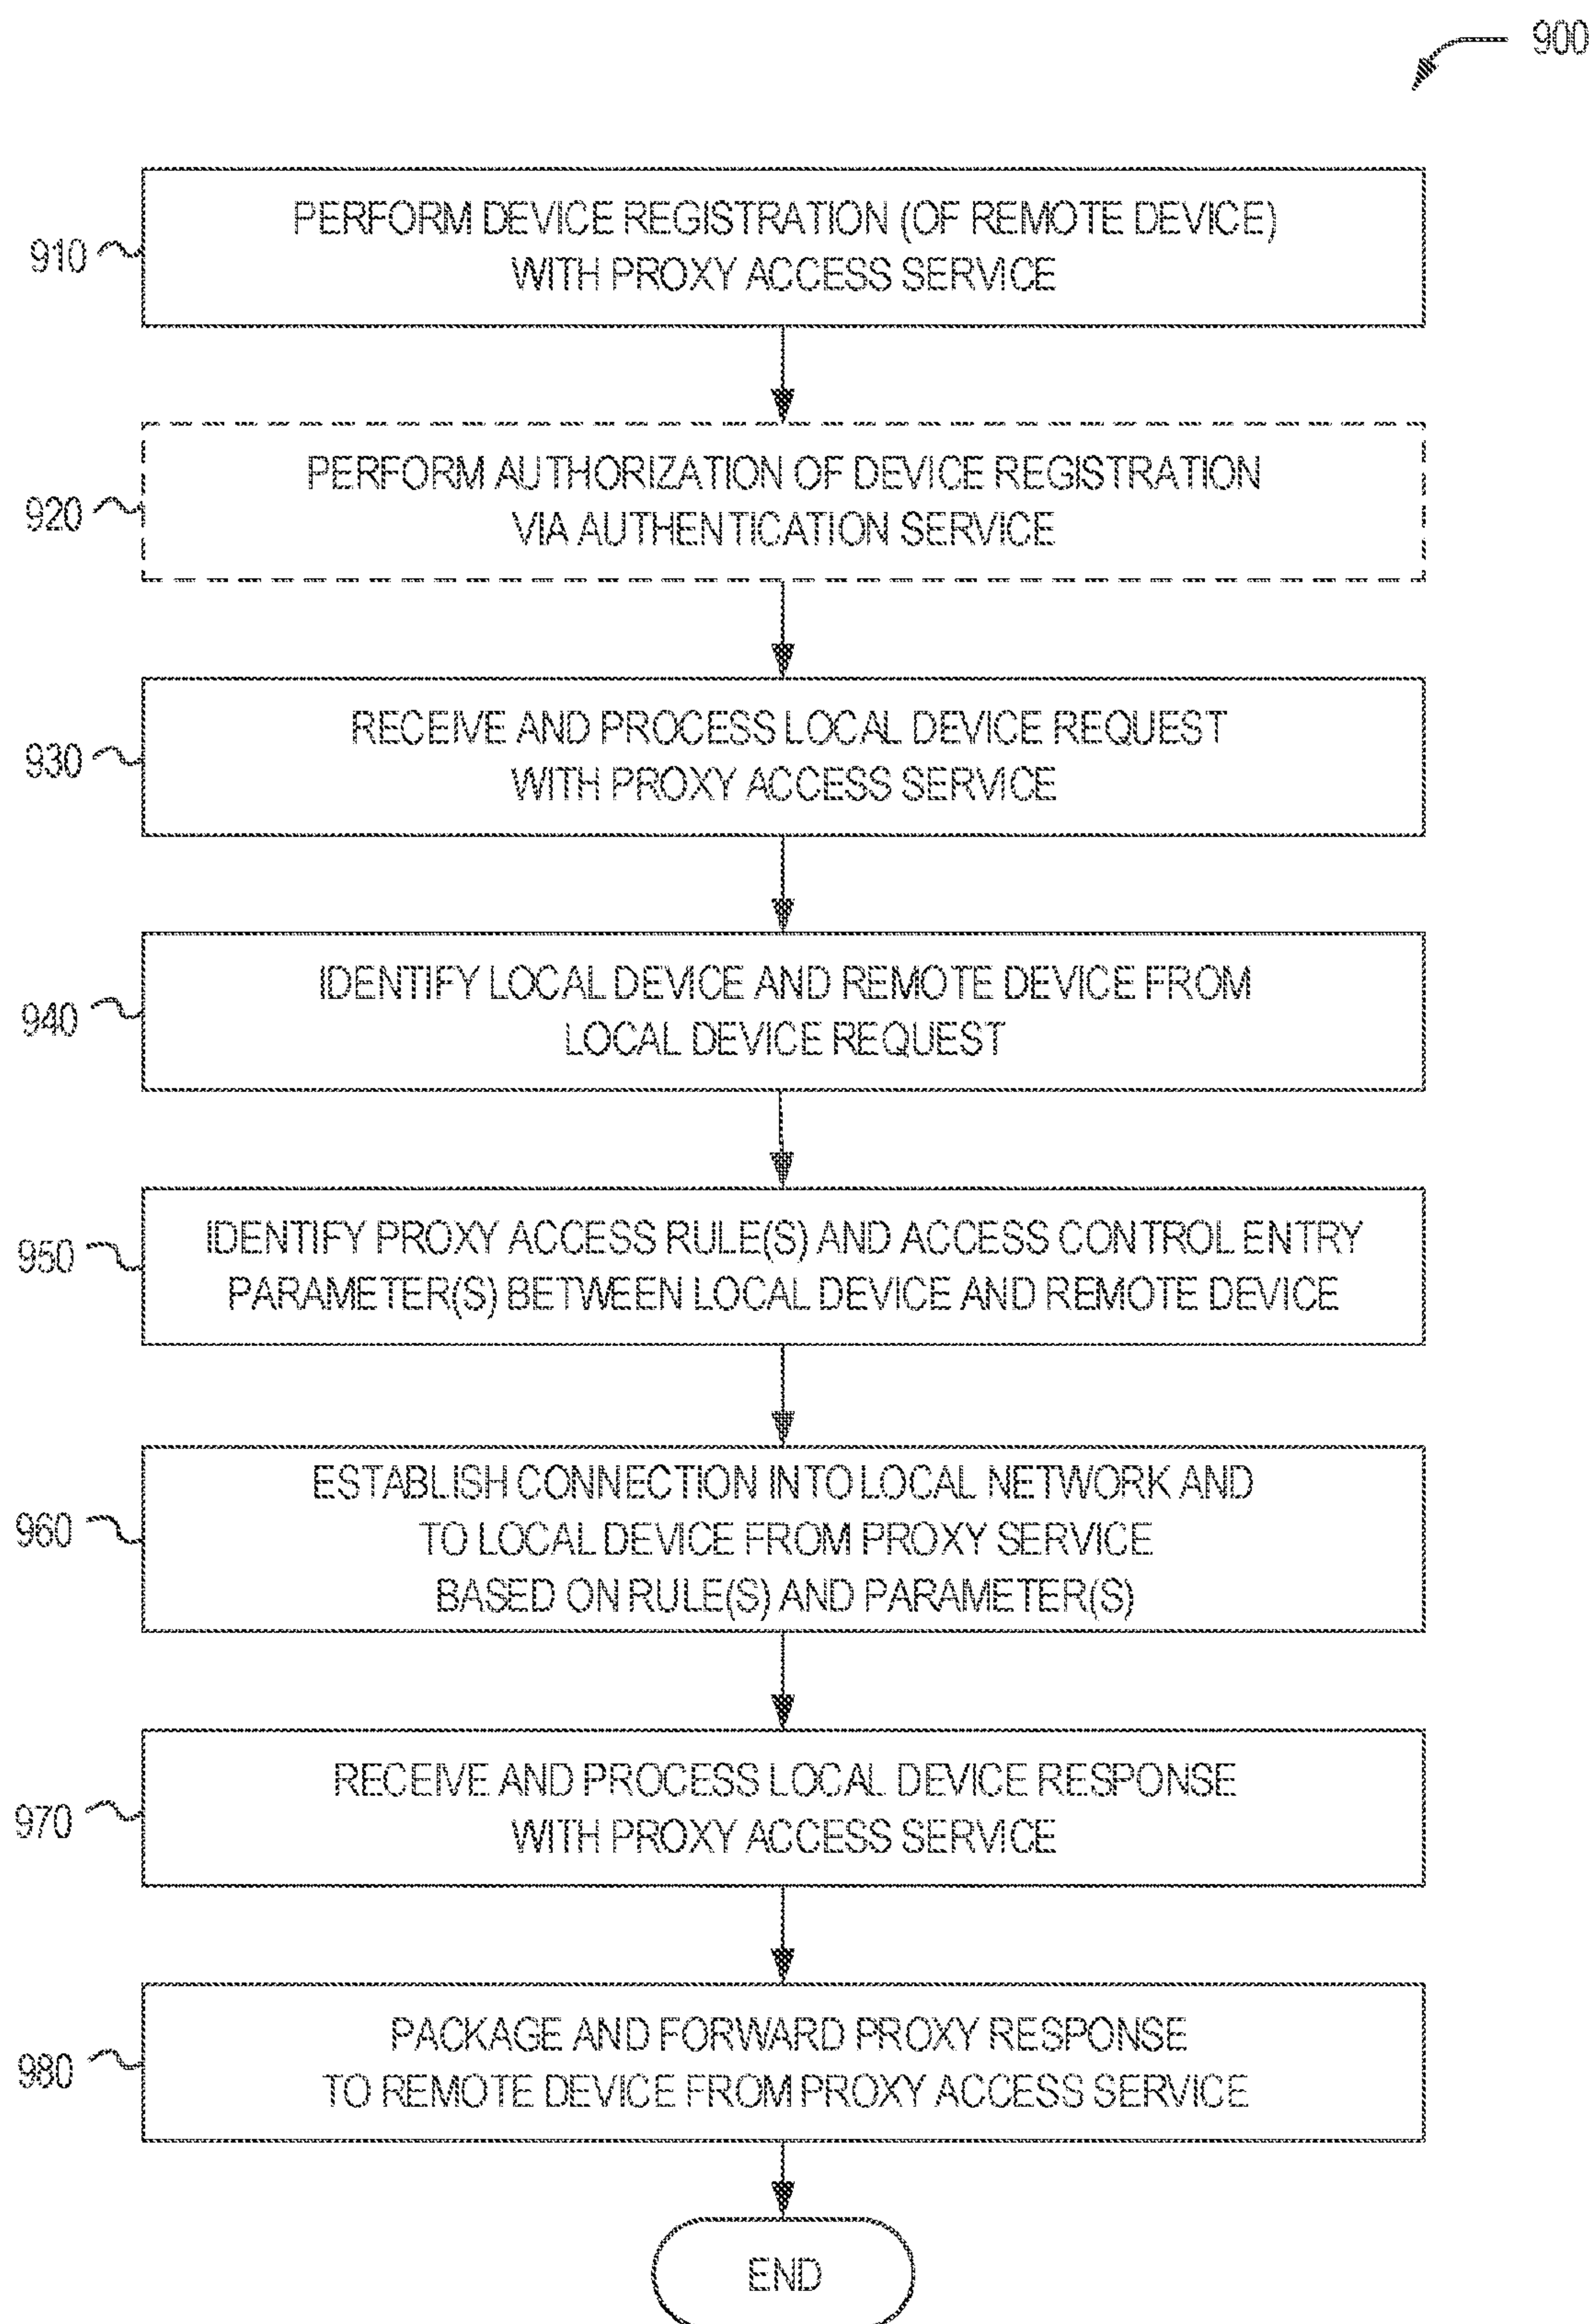 900
910
PERFORM DEVICE REGISTRATION (OF REMOTE DEVICE)
WITH PROXY ACCESS SERVICE
920
PERFORM AUTHORIZATION OF DEVICE REGISTRATION
VIA AUTHENTICATION SERVICE
930
RECEIVE AND PROCESS LOCAL DEVICE REQUEST
WITH PROXY ACCESS SERVICE
940
IDENTIFY LOCAL DEVICE AND REMOTE DEVICE FROM
LOCAL DEVICE REQUEST
950
IDENTIFY PROXY ACCESS RULE(S) AND ACCESS CONTROL ENTRY
PARAMETER(S) BETWEEN LOCAL DEVICE AND REMOTE DEVICE
960
ESTABLISH CONNECTION INTO LOCAL NETWORK AND
TO LOCAL DEVICE FROM PROXY SERVICE
BASED ON RULE(S) AND PARAMETER(S)
970
RECEIVE AND PROCESS LOCAL DEVICE RESPONSE
WITH PROXY ACCESS SERVICE
980
PACKAGE AND FORWARD PROXY RESPONSE
TO REMOTE DEVICE FROM PROXY ACCESS SERVICE
END